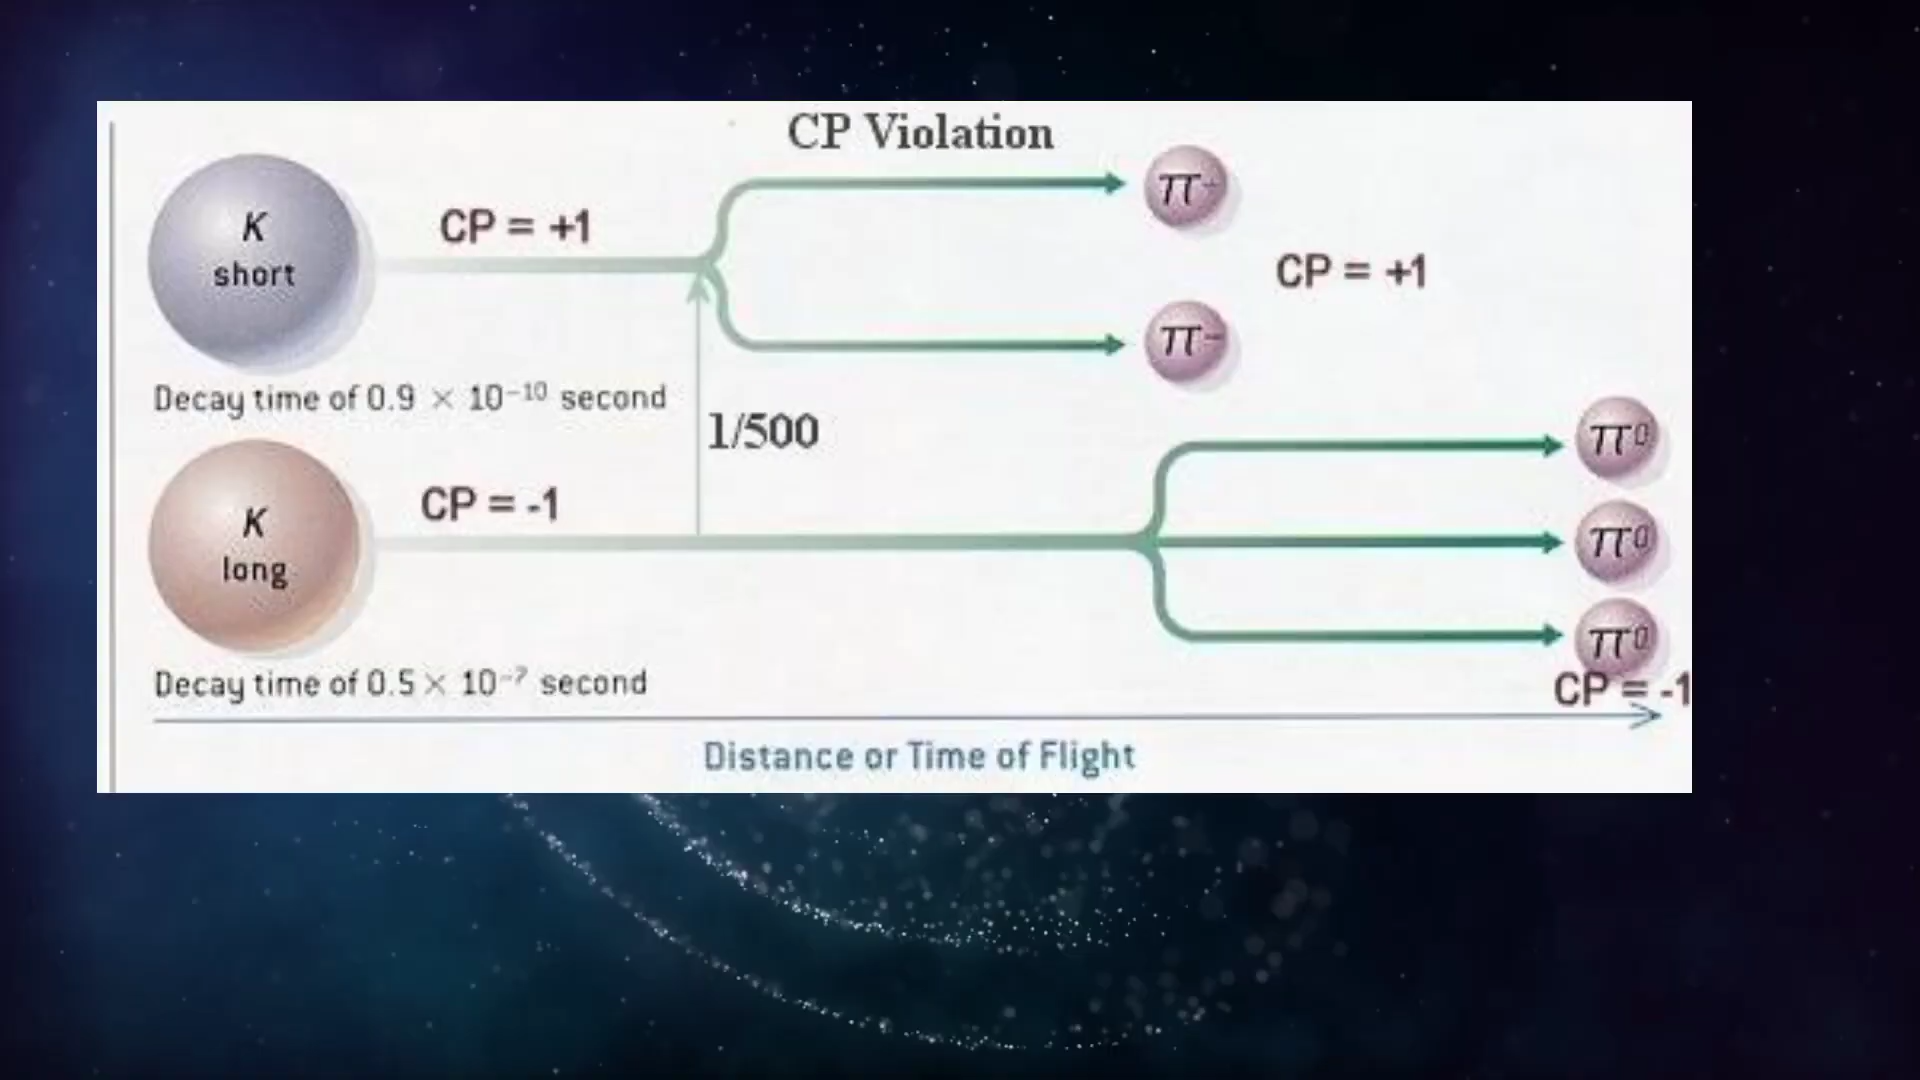 CP Violation
K
short
CP = +1
π+
CP = +1
π−
Decay time of 0.9 × 10−10 second
1/500
K
long
CP = -1
π0
π0
π0
CP = -1
Decay time of 0.5 × 10−7 second
Distance or Time of Flight